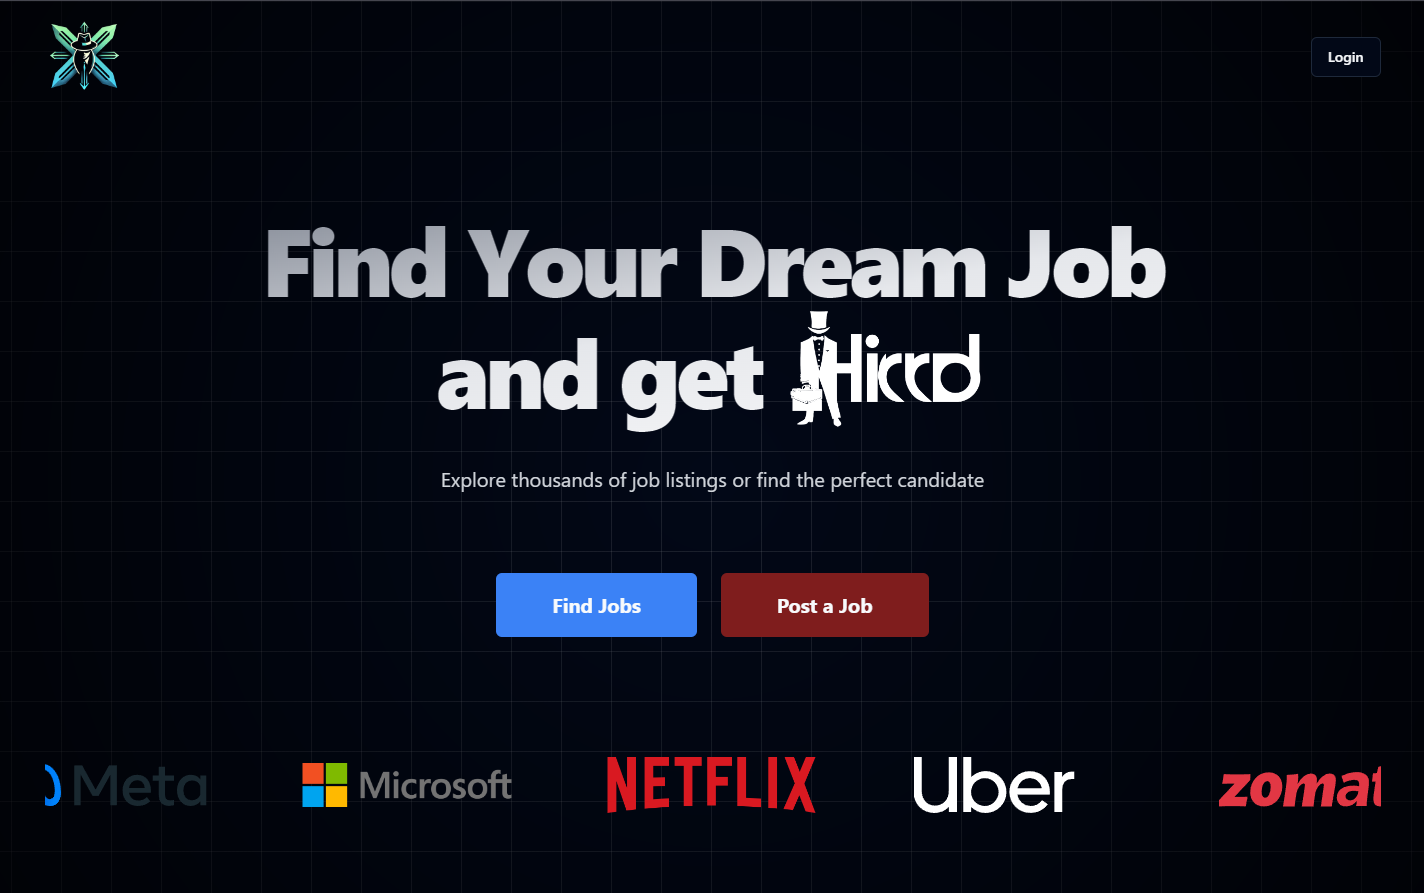 Login
Find Your Dream Job
and get Hirrd
Explore thousands of job listings or find the perfect candidate
Find Jobs
Post a Job
Meta
Microsoft
NETFLIX
Uber
zomat